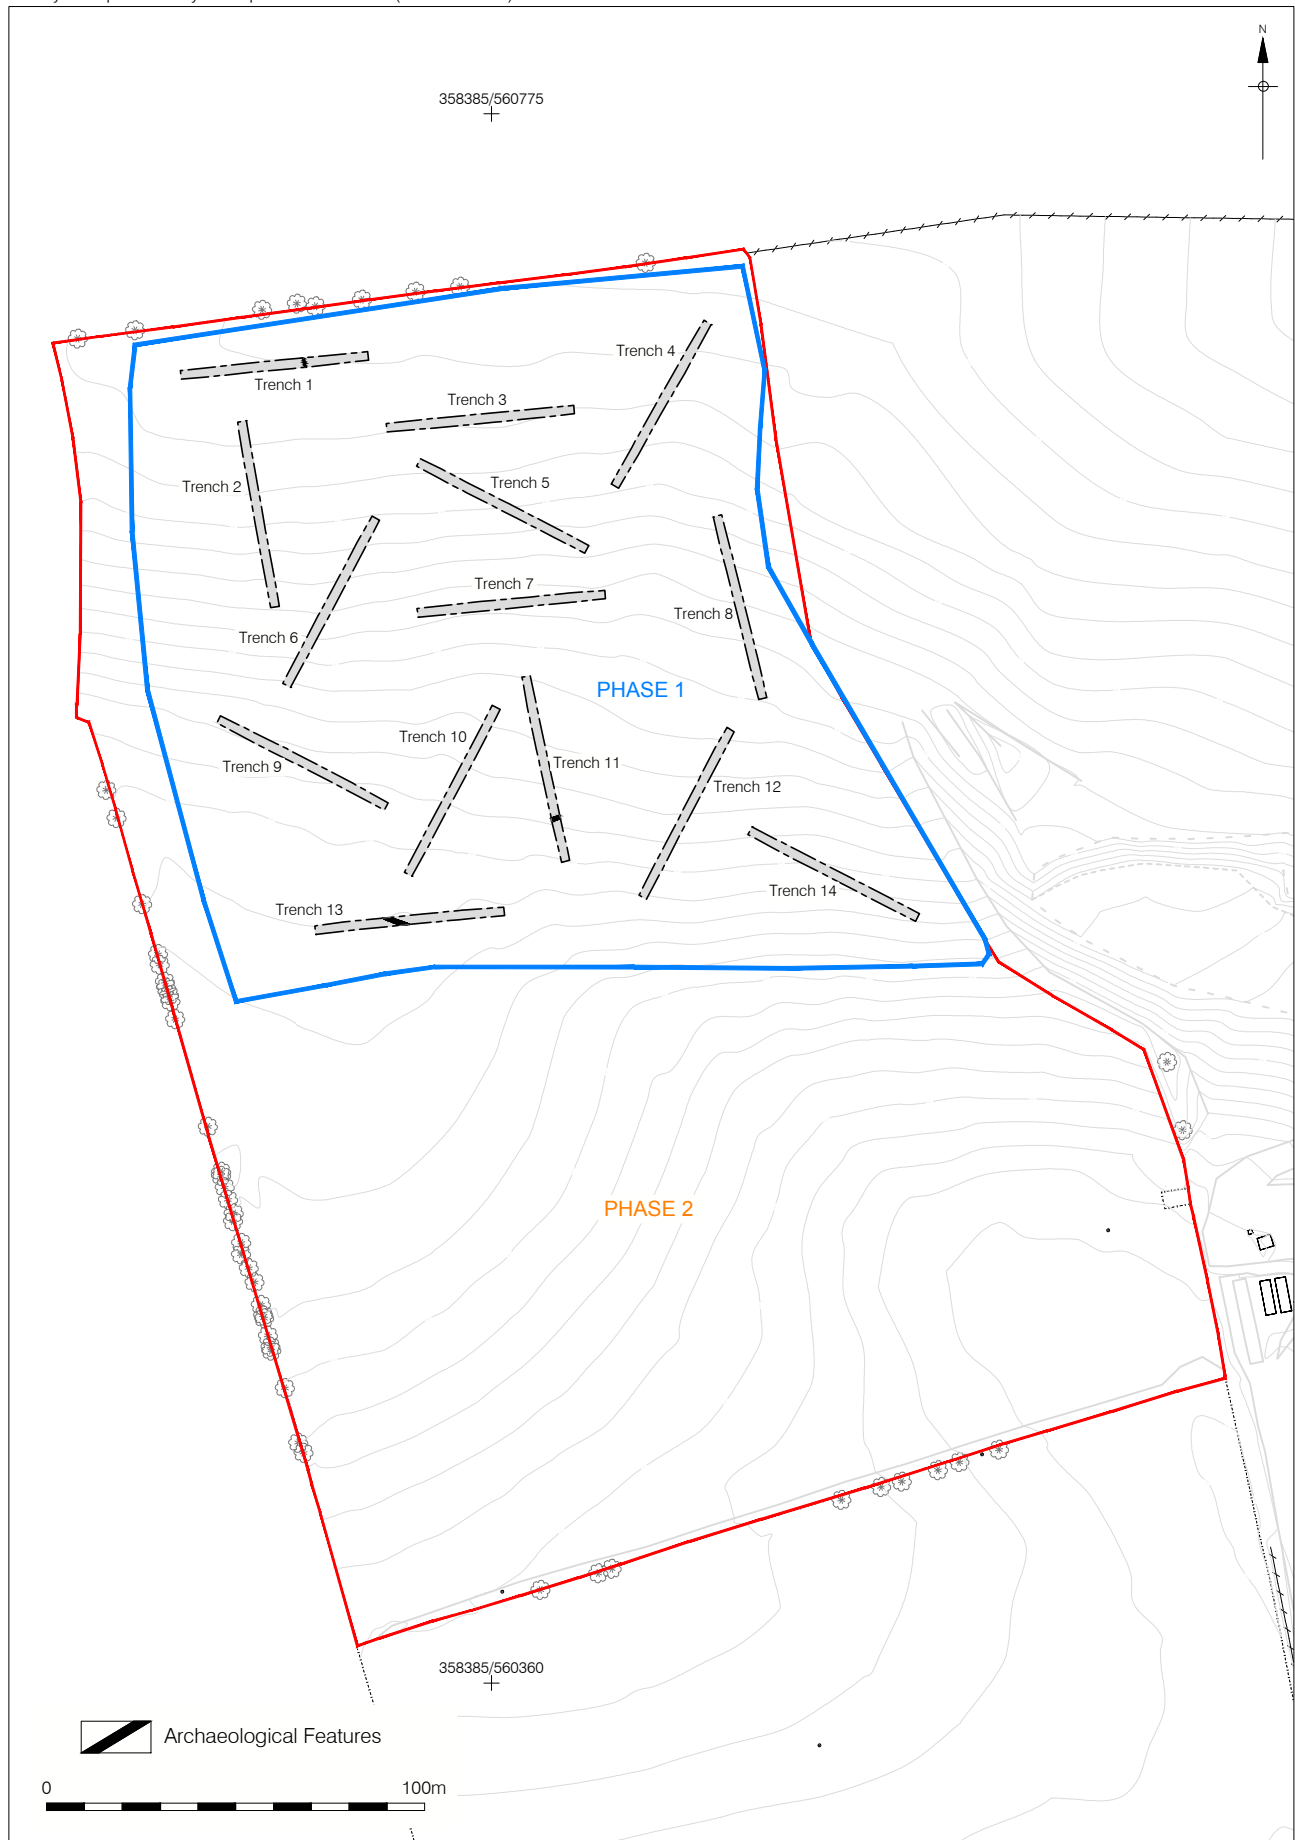 N
358385/560775
Trench 4
Trench 1
Trench 3
Trench 2
Trench 5
Trench 7
Trench 8
Trench 6
PHASE 1
Trench 10
Trench 9
Trench 11
Trench 12
Trench 14
Trench 13
PHASE 2
358385/560360
Archaeological Features
0 100m